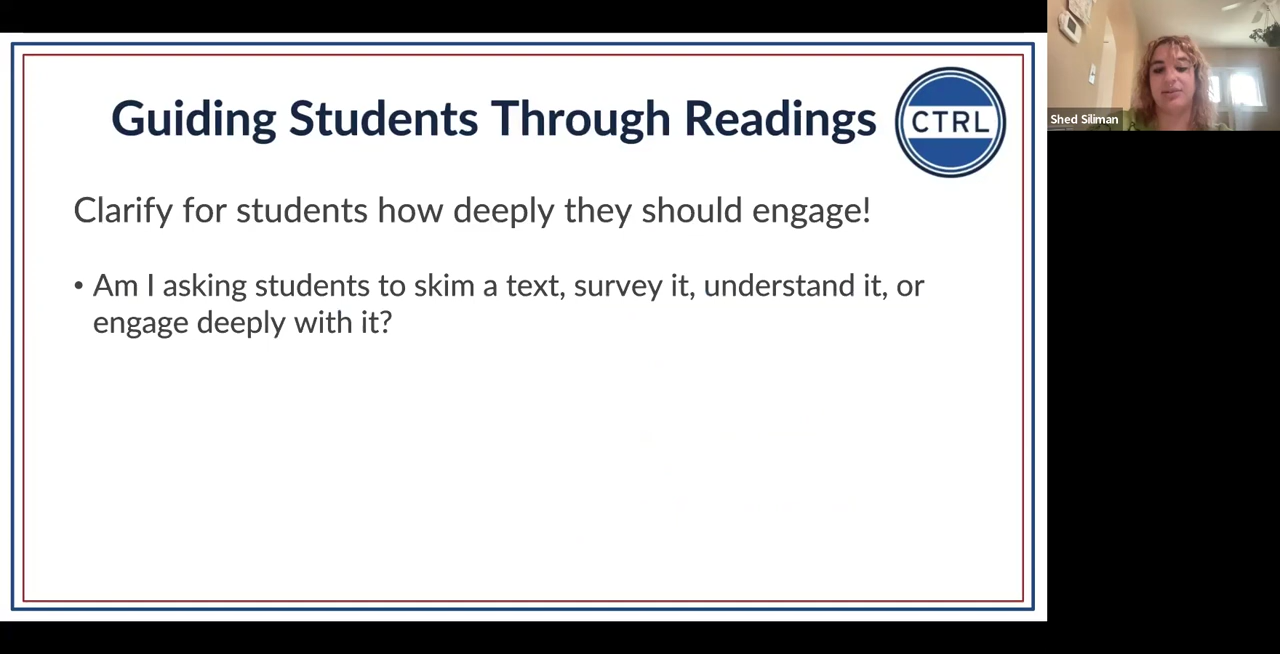 Guiding Students Through Readings
CTRL
Clarify for students how deeply they should engage!
• Am I asking students to skim a text, survey it, understand it, or
engage deeply with it?
Shed Siliman